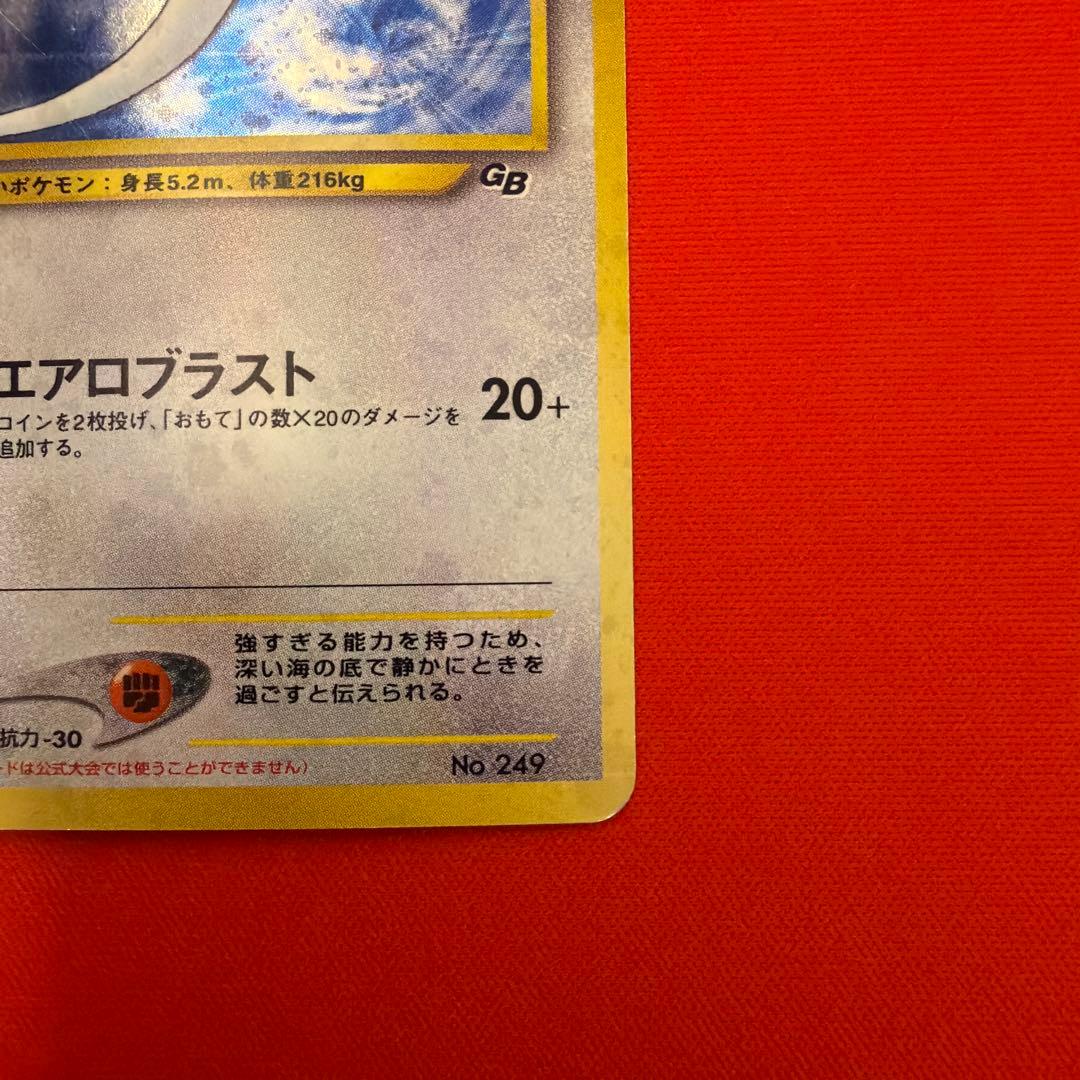 いポケモン：身長5.2m、体重216kg
GB
エアロブラスト
20+
コインを2枚投げ、「おもて」の数×20のダメージを
追加する。
強すぎる能力を持つため、
深い海の底で静かにときを
過ごすと伝えられる。
抗力-30
ードは公式大会では使うことができません）
No 249